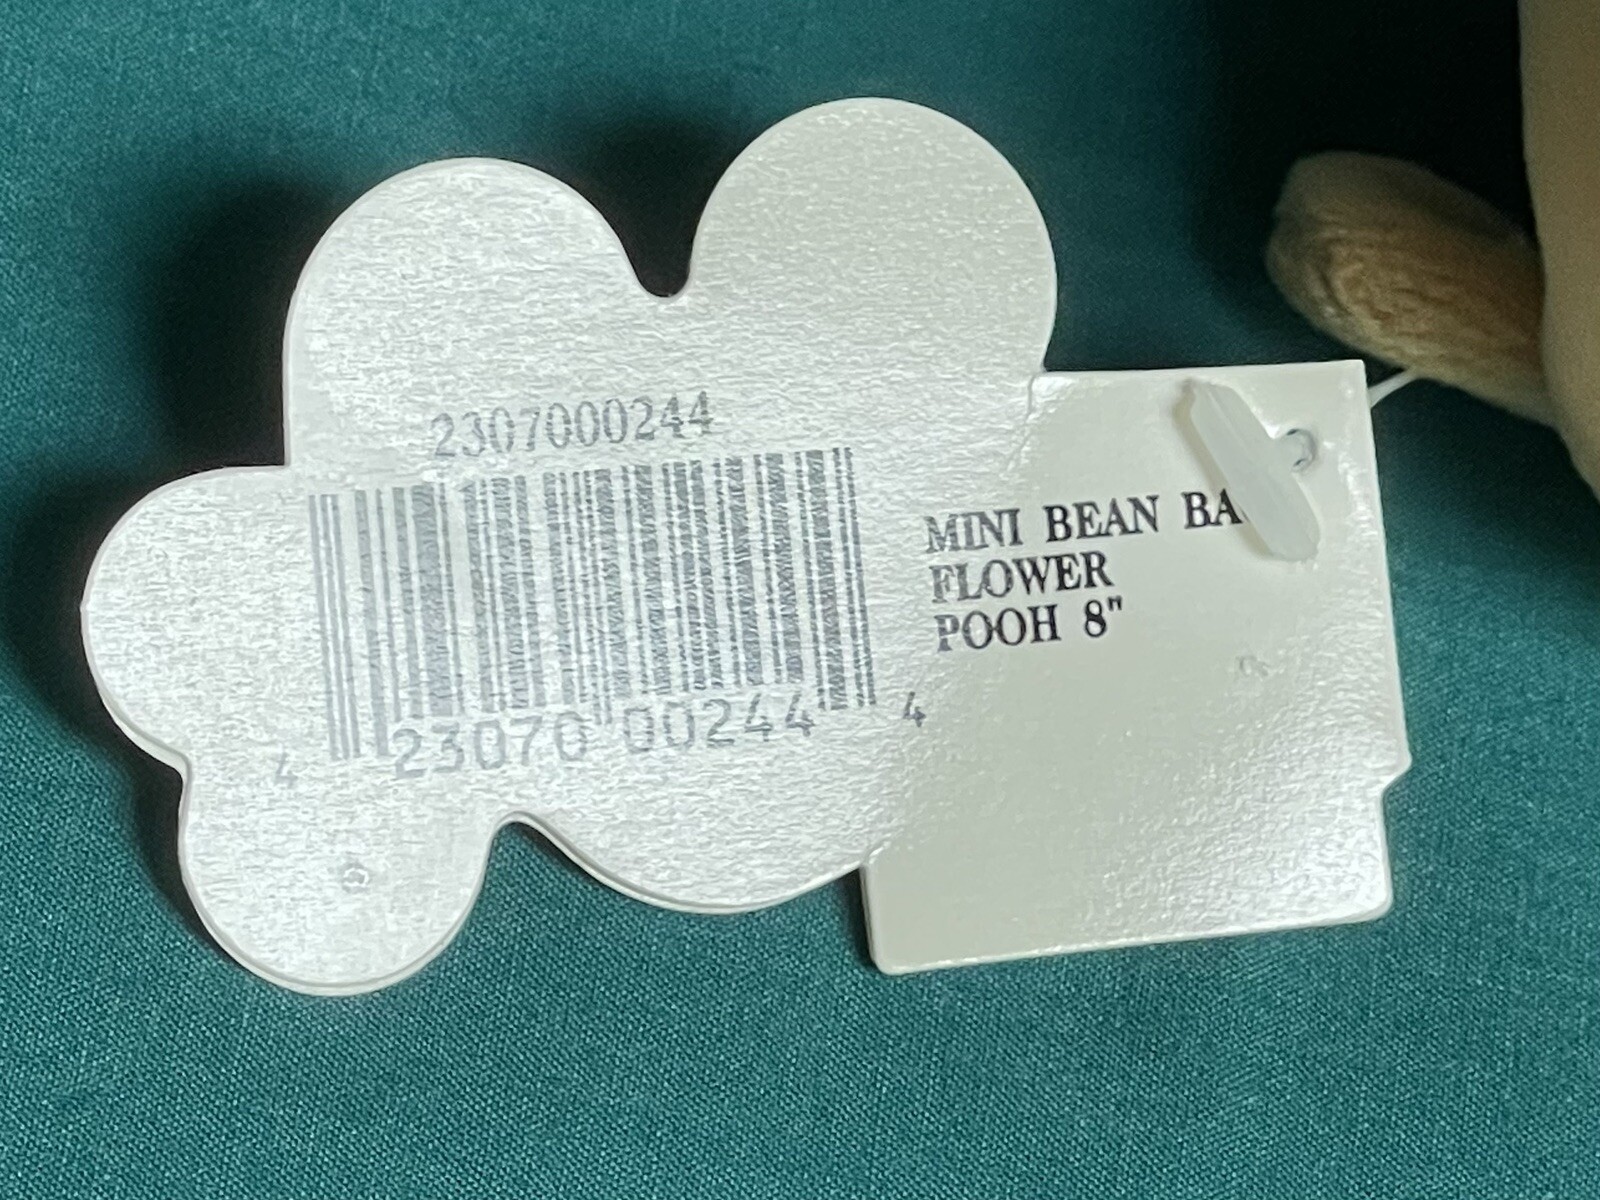 2307000244
4 23070 00244 4
MINI BEAN BA
FLOWER
POOH 8"